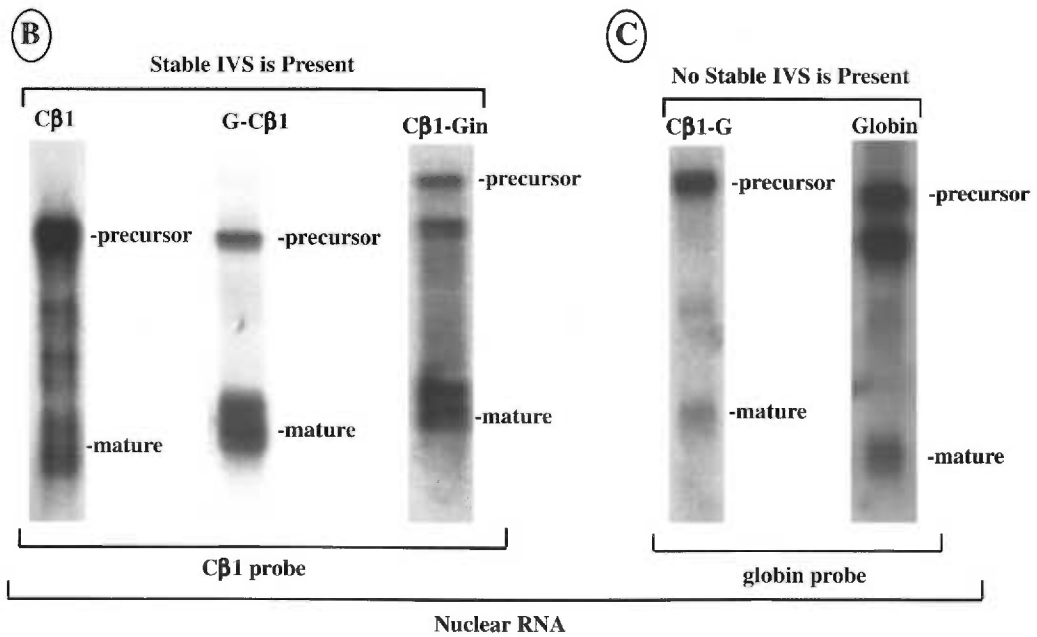 B
C
Stable IVS is Present
No Stable IVS is Present
Cβ1
G-Cβ1
Cβ1-Gin
Cβ1-G
Globin
-precursor
-precursor
-precursor
-precursor
-precursor
-mature
-mature
-mature
-mature
-mature
Cβ1 probe
globin probe
Nuclear RNA